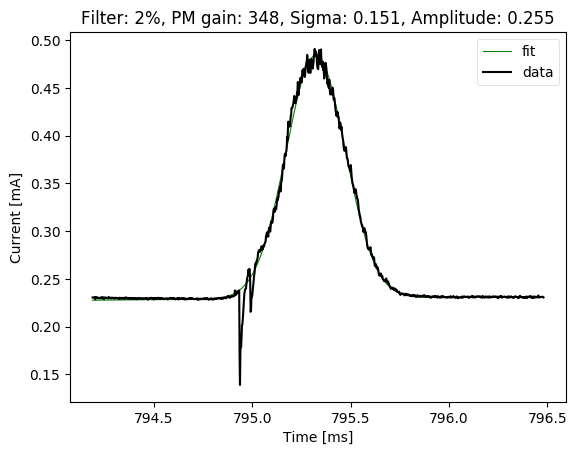 Filter: 2%, PM gain: 348, Sigma: 0.151, Amplitude: 0.255
fit
data
0.50
0.45
0.40
0.35
0.30
0.25
0.20
0.15
Current [mA]
794.5
795.0
795.5
796.0
796.5
Time [ms]